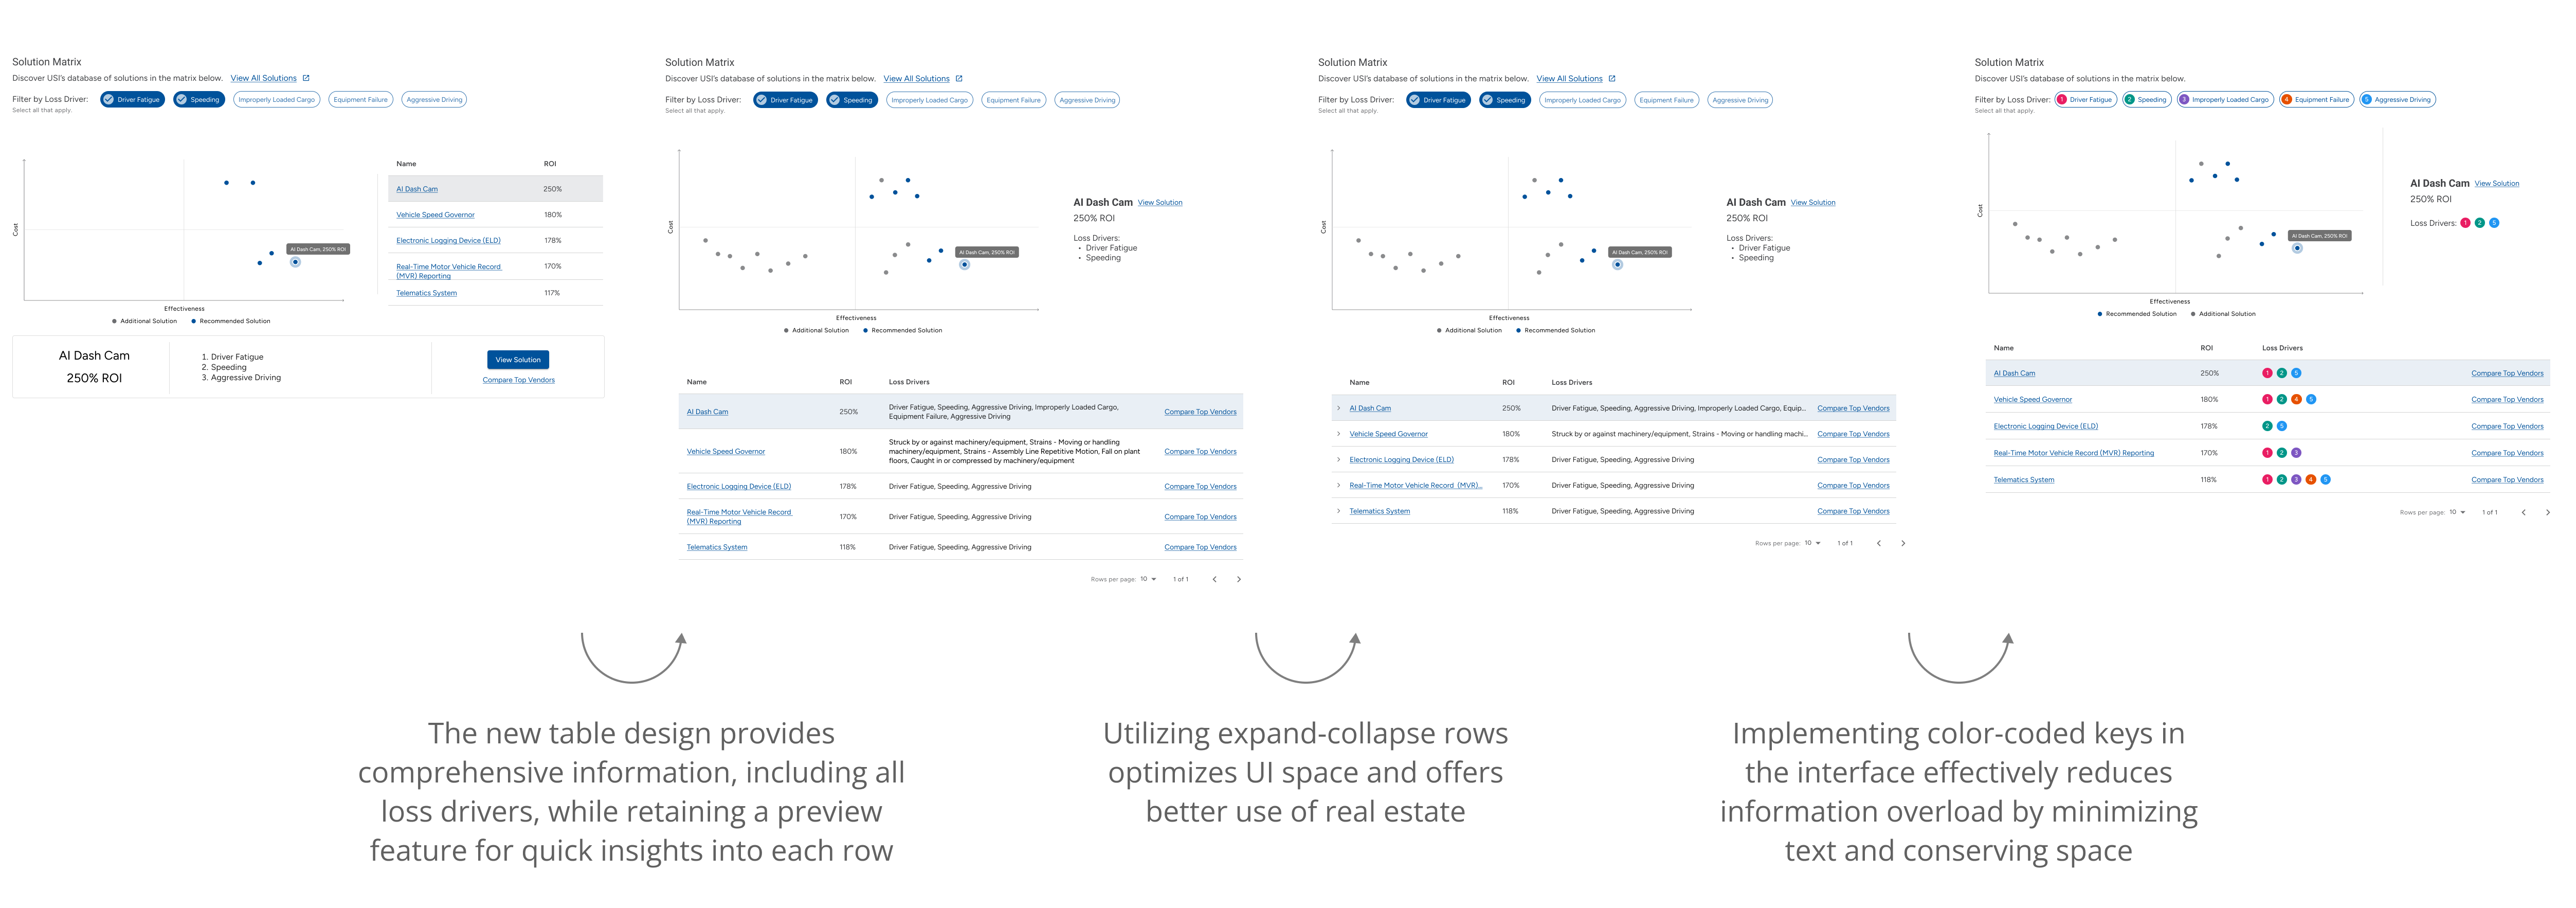 Solution Matrix
Discover USI's database of solutions in the matrix below. View All Solutions
Filter by Loss Driver: Driver Fatigue Speeding Improperly Loaded Cargo Equipment Failure Aggressive Driving
Select all that apply.
Cost
AI Dash Cam, 250% ROI
Effectiveness
Additional Solution Recommended Solution
Name ROI
AI Dash Cam 250%
Vehicle Speed Governor 180%
Electronic Logging Device (ELD) 178%
Real-Time Motor Vehicle Record 170%
(MVR) Reporting
Telematics System 117%
AI Dash Cam
250% ROI
1. Driver Fatigue
2. Speeding
3. Aggressive Driving
View Solution
Compare Top Vendors
Solution Matrix
Discover USI's database of solutions in the matrix below. View All Solutions
Filter by Loss Driver: Driver Fatigue Speeding Improperly Loaded Cargo Equipment Failure Aggressive Driving
Select all that apply.
Cost
AI Dash Cam, 250% ROI
Effectiveness
Additional Solution Recommended Solution
AI Dash Cam View Solution
250% ROI
Loss Drivers:
• Driver Fatigue
• Speeding
Name ROI Loss Drivers
AI Dash Cam 250% Driver Fatigue, Speeding, Aggressive Driving, Improperly Loaded Cargo, Compare Top Vendors
Equipment Failure, Aggressive Driving
Struck by or against machinery/equipment, Strains - Moving or handling
Vehicle Speed Governor 180% machinery/equipment, Strains - Assembly Line Repetitive Motion, Fall on plant Compare Top Vendors
floors, Caught in or compressed by machinery/equipment
Electronic Logging Device (ELD) 178% Driver Fatigue, Speeding, Aggressive Driving Compare Top Vendors
Real-Time Motor Vehicle Record 170% Driver Fatigue, Speeding, Aggressive Driving Compare Top Vendors
(MVR) Reporting
Telematics System 118% Driver Fatigue, Speeding, Aggressive Driving Compare Top Vendors
Rows per page: 10 1 of 1
Solution Matrix
Discover USI's database of solutions in the matrix below. View All Solutions
Filter by Loss Driver: Driver Fatigue Speeding Improperly Loaded Cargo Equipment Failure Aggressive Driving
Select all that apply.
Cost
AI Dash Cam, 250% ROI
Effectiveness
Additional Solution Recommended Solution
AI Dash Cam View Solution
250% ROI
Loss Drivers:
• Driver Fatigue
• Speeding
Name ROI Loss Drivers
AI Dash Cam 250% Driver Fatigue, Speeding, Aggressive Driving, Improperly Loaded Cargo, Equip... Compare Top Vendors
Vehicle Speed Governor 180% Struck by or against machinery/equipment, Strains - Moving or handling machi... Compare Top Vendors
Electronic Logging Device (ELD) 178% Driver Fatigue, Speeding, Aggressive Driving Compare Top Vendors
Real-Time Motor Vehicle Record (MVR)... 170% Driver Fatigue, Speeding, Aggressive Driving Compare Top Vendors
Telematics System 118% Driver Fatigue, Speeding, Aggressive Driving Compare Top Vendors
Rows per page: 10 1 of 1
Solution Matrix
Discover USI's database of solutions in the matrix below.
Filter by Loss Driver: 1 Driver Fatigue 2 Speeding 3 Improperly Loaded Cargo 4 Equipment Failure 5 Aggressive Driving
Select all that apply.
Cost
AI Dash Cam, 250% ROI
Effectiveness
Recommended Solution Additional Solution
AI Dash Cam View Solution
250% ROI
Loss Drivers: 1 2 5
Name ROI Loss Drivers
AI Dash Cam 250% 1 2 5 Compare Top Vendors
Vehicle Speed Governor 180% 1 2 4 5 Compare Top Vendors
Electronic Logging Device (ELD) 178% 2 5 Compare Top Vendors
Real-Time Motor Vehicle Record (MVR) Reporting 170% 1 2 3 Compare Top Vendors
Telematics System 118% 1 2 3 4 5 Compare Top Vendors
Rows per page: 10 1 of 1
The new table design provides
comprehensive information, including all
loss drivers, while retaining a preview
feature for quick insights into each row
Utilizing expand-collapse rows
optimizes UI space and offers
better use of real estate
Implementing color-coded keys in
the interface effectively reduces
information overload by minimizing
text and conserving space